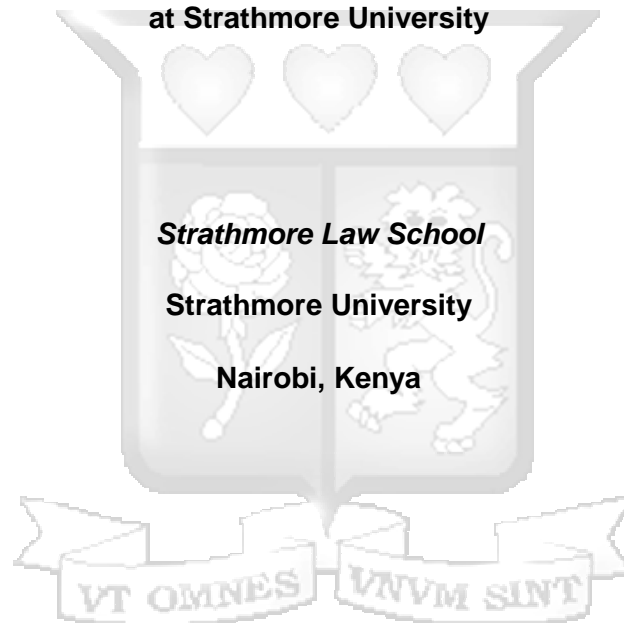 at Strathmore University
Strathmore Law School
Strathmore University
Nairobi, Kenya
VT OMNES VNVM SINT